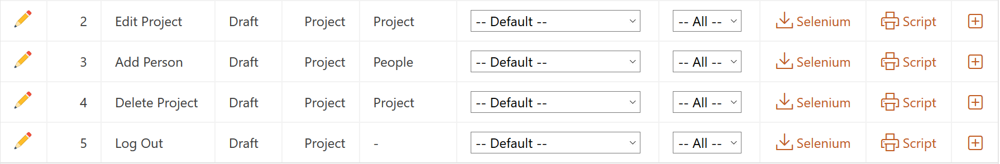 2 Edit Project Draft Project Project -- Default -- -- All -- Selenium Script
3 Add Person Draft Project People -- Default -- -- All -- Selenium Script
4 Delete Project Draft Project Project -- Default -- -- All -- Selenium Script
5 Log Out Draft Project - -- Default -- -- All -- Selenium Script